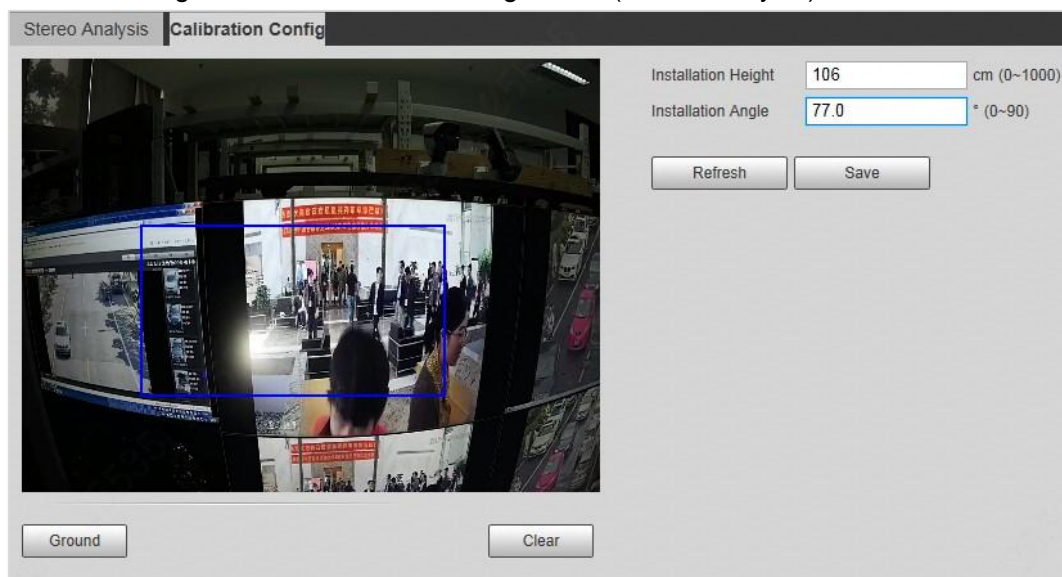 Stereo Analysis Calibration Config
Installation Height 106 cm (0~1000)
Installation Angle 77.0 ° (0~90)
Refresh Save
Ground Clear